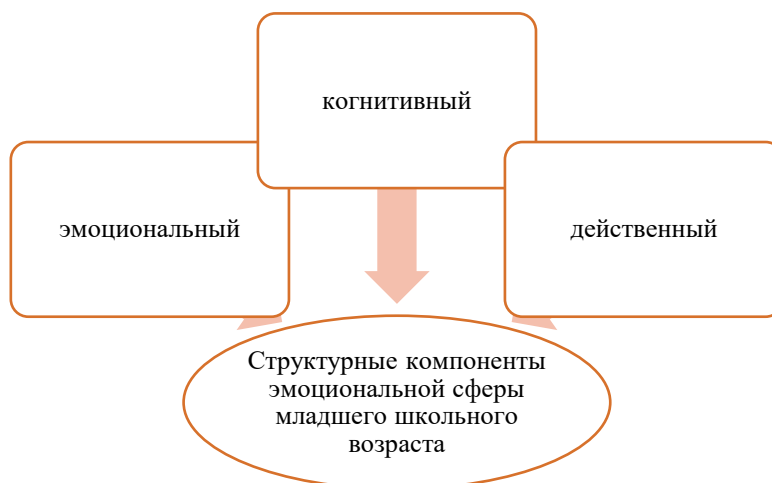 когнитивный
эмоциональный
действенный
Структурные компоненты
эмоциональной сферы
младшего школьного
возраста